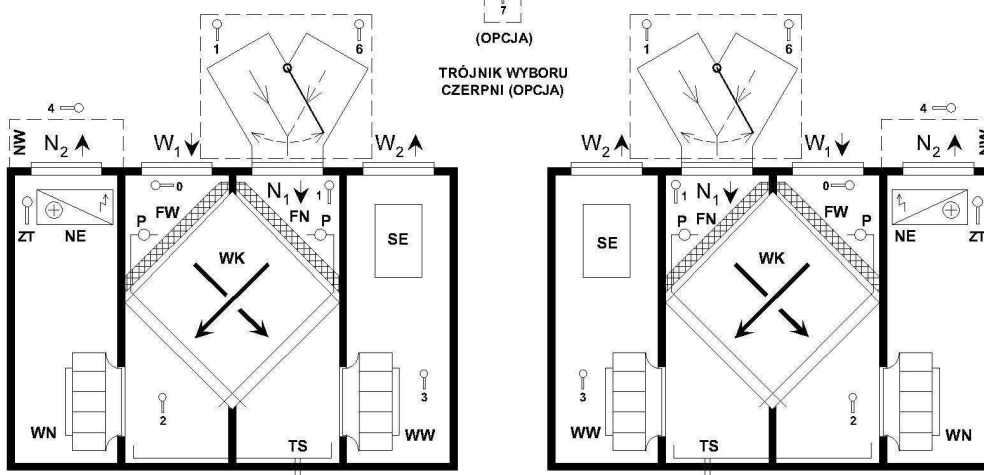 7
(OPCJA)
TRÓJNIK WYBORU
CZERPNI (OPCJA)
1
6
4
NW
N2
W1
W2
0
FW
N1
1
FN
P
P
ZT
NE
SE
WK
2
3
WN
WW
TS
1
6
4
W2
N1
W1
N2
NW
1
FN
0
FW
P
P
SE
NE
ZT
WK
3
2
WW
WN
TS